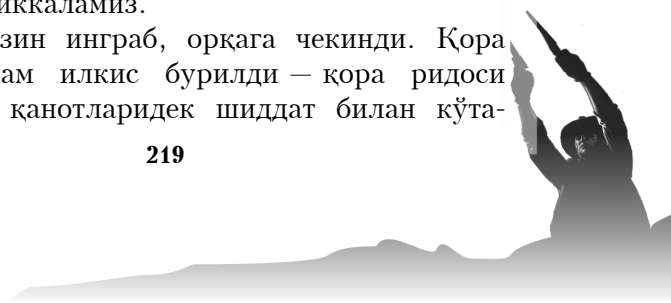 иккаламиз.
зин инграб, орқага чекинди. Қора
ам илкис бурилди — қора ридоси
қанотларидек шиддат билан кўта-
219